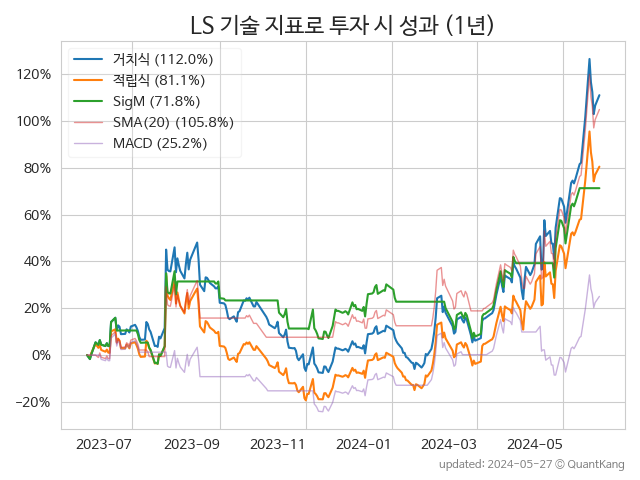 LS 기술 지표로 투자 시 성과 (1년)
거치식 (112.0%)
적립식 (81.1%)
SigM (71.8%)
SMA(20) (105.8%)
MACD (25.2%)
120%
100%
80%
60%
40%
20%
0%
−20%
2023−07
2023−09
2023−11
2024−01
2024−03
2024−05
updated: 2024−05−27 © QuantKang